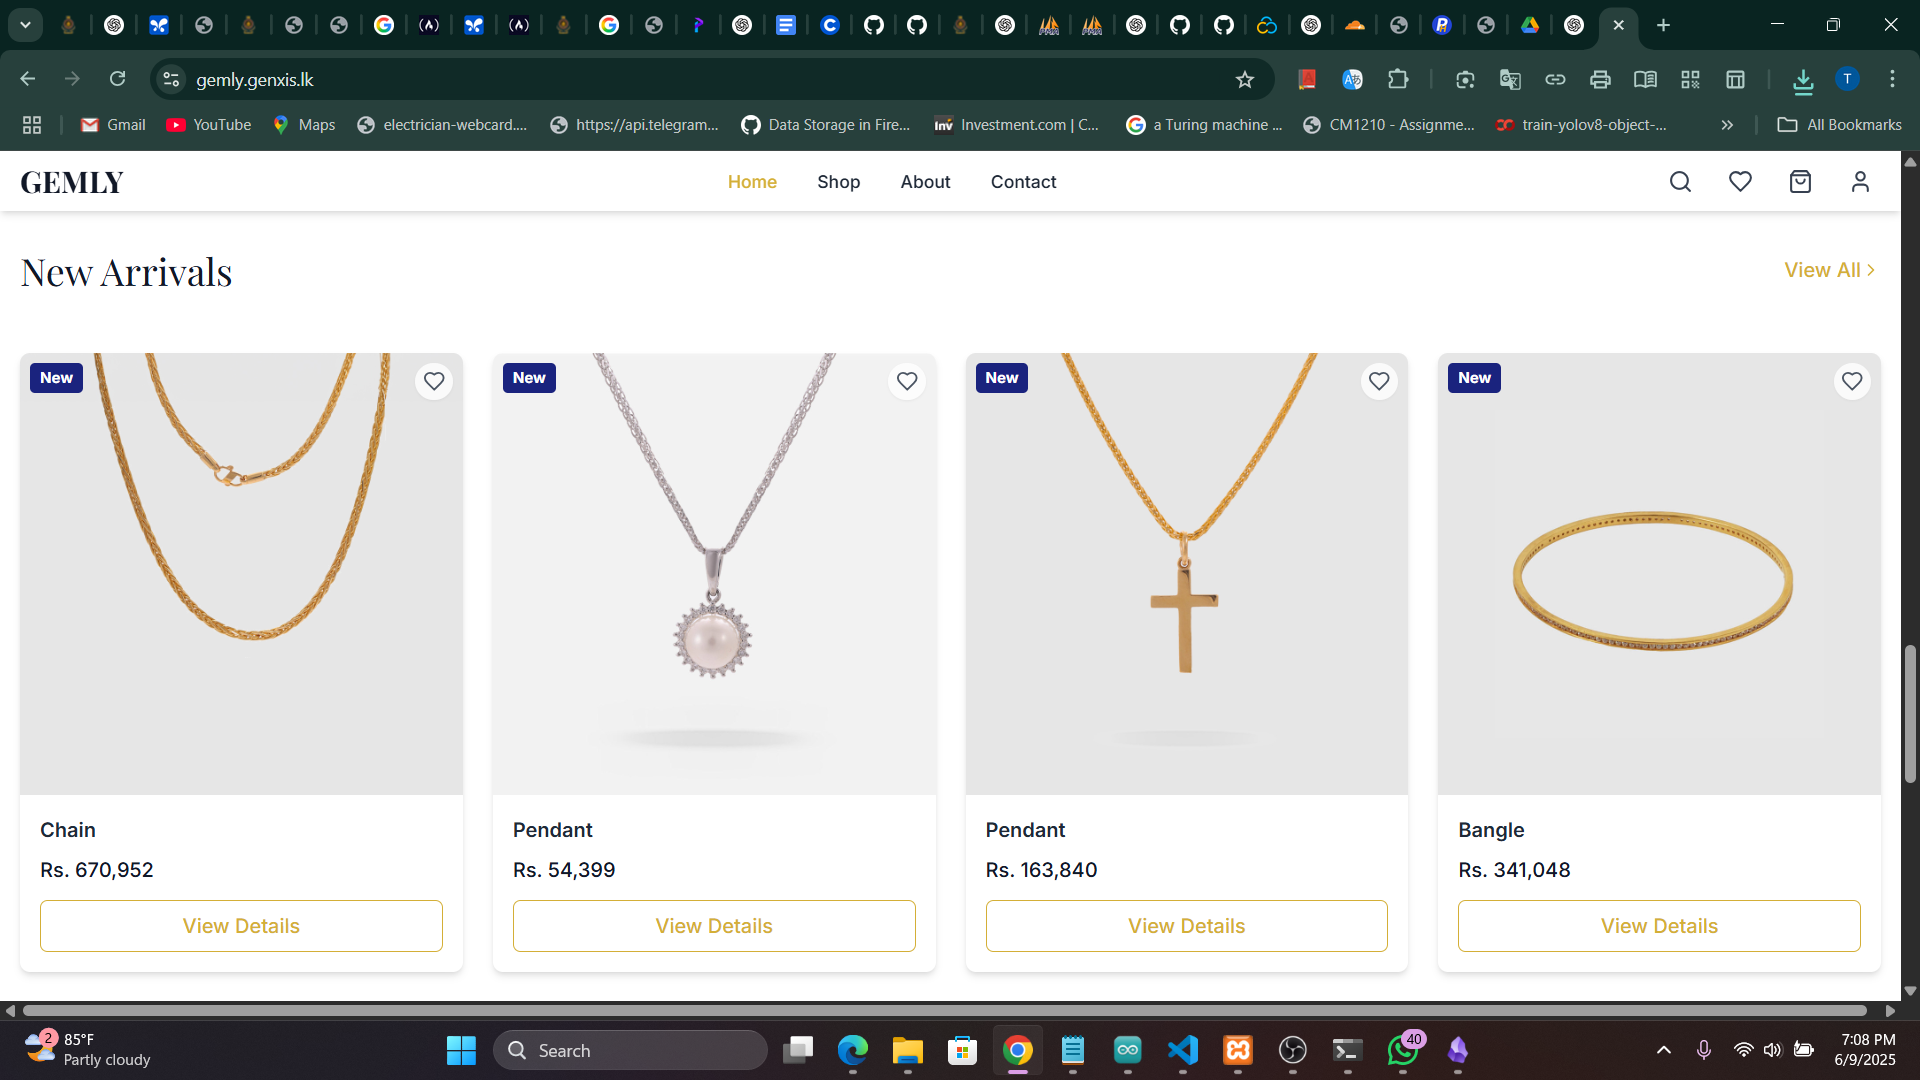 gemly.genxis.lk
T
Gmail YouTube Maps electrician-webcard.... https://api.telegram... Data Storage in Fire... Inv Investment.com | C... a Turing machine ... CM1210 - Assignme... train-yolov8-object-... All Bookmarks
GEMLY Home Shop About Contact
New Arrivals View All
New New New New
Chain Pendant Pendant Bangle
Rs. 670,952 Rs. 54,399 Rs. 163,840 Rs. 341,048
View Details View Details View Details View Details
2 85°F
Partly cloudy
Search
40
7:08 PM
6/9/2025